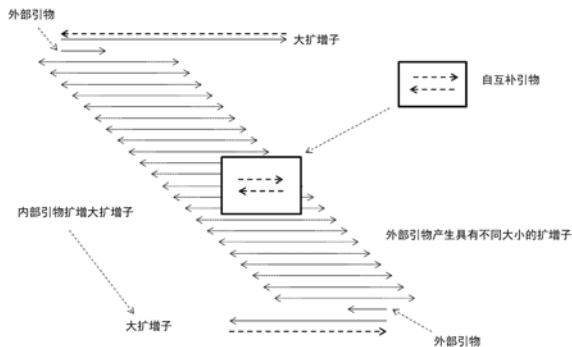 外部引物
大扩增子
自互补引物
内部引物扩增大扩增子
外部引物产生具有不同大小的扩增子
大扩增子
外部引物